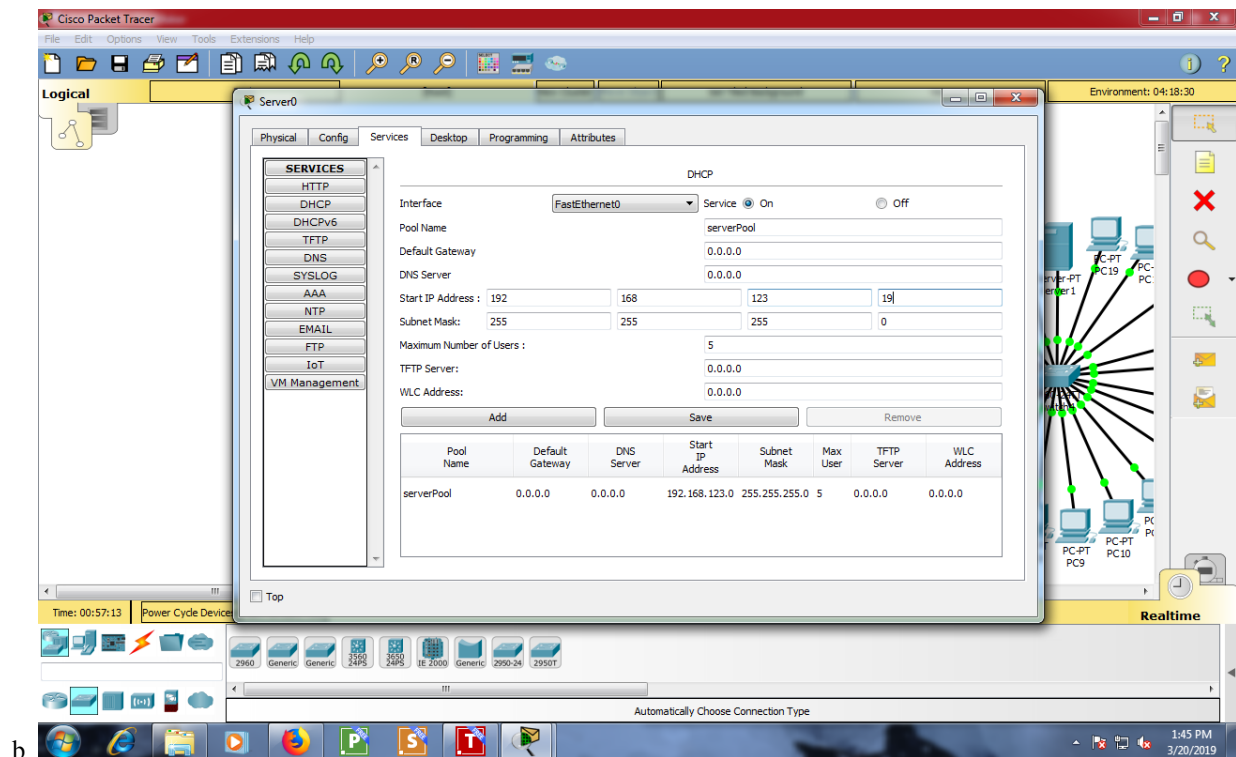 Cisco Packet Tracer
File Edit Options View Tools Extensions Help
Logical
Environment: 04:18:30
Server0
Physical Config Services Desktop Programming Attributes
SERVICES
HTTP
DHCP
DHCPv6
TFTP
DNS
SYSLOG
AAA
NTP
EMAIL
FTP
IoT
VM Management
DHCP
Interface FastEthernet0 Service On Off
Pool Name serverPool
Default Gateway 0.0.0.0
DNS Server 0.0.0.0
Start IP Address : 192 168 123 19
Subnet Mask: 255 255 255 0
Maximum Number of Users : 5
TFTP Server: 0.0.0.0
WLC Address: 0.0.0.0
Add Save Remove
Pool Name Default Gateway DNS Server Start IP Address Subnet Mask Max User TFTP Server WLC Address
serverPool 0.0.0.0 0.0.0.0 192.168.123.0 255.255.255.0 5 0.0.0.0 0.0.0.0
Top
PC-PT
PC19
PC-PT
PC9
PC-PT
PC10
Time: 00:57:13 Power Cycle Device
Realtime
2960 Generic Generic 3560 24PS 3650 24PS IE 2000 Generic 2950-24 2950T
Automatically Choose Connection Type
b
1:45 PM
3/20/2019